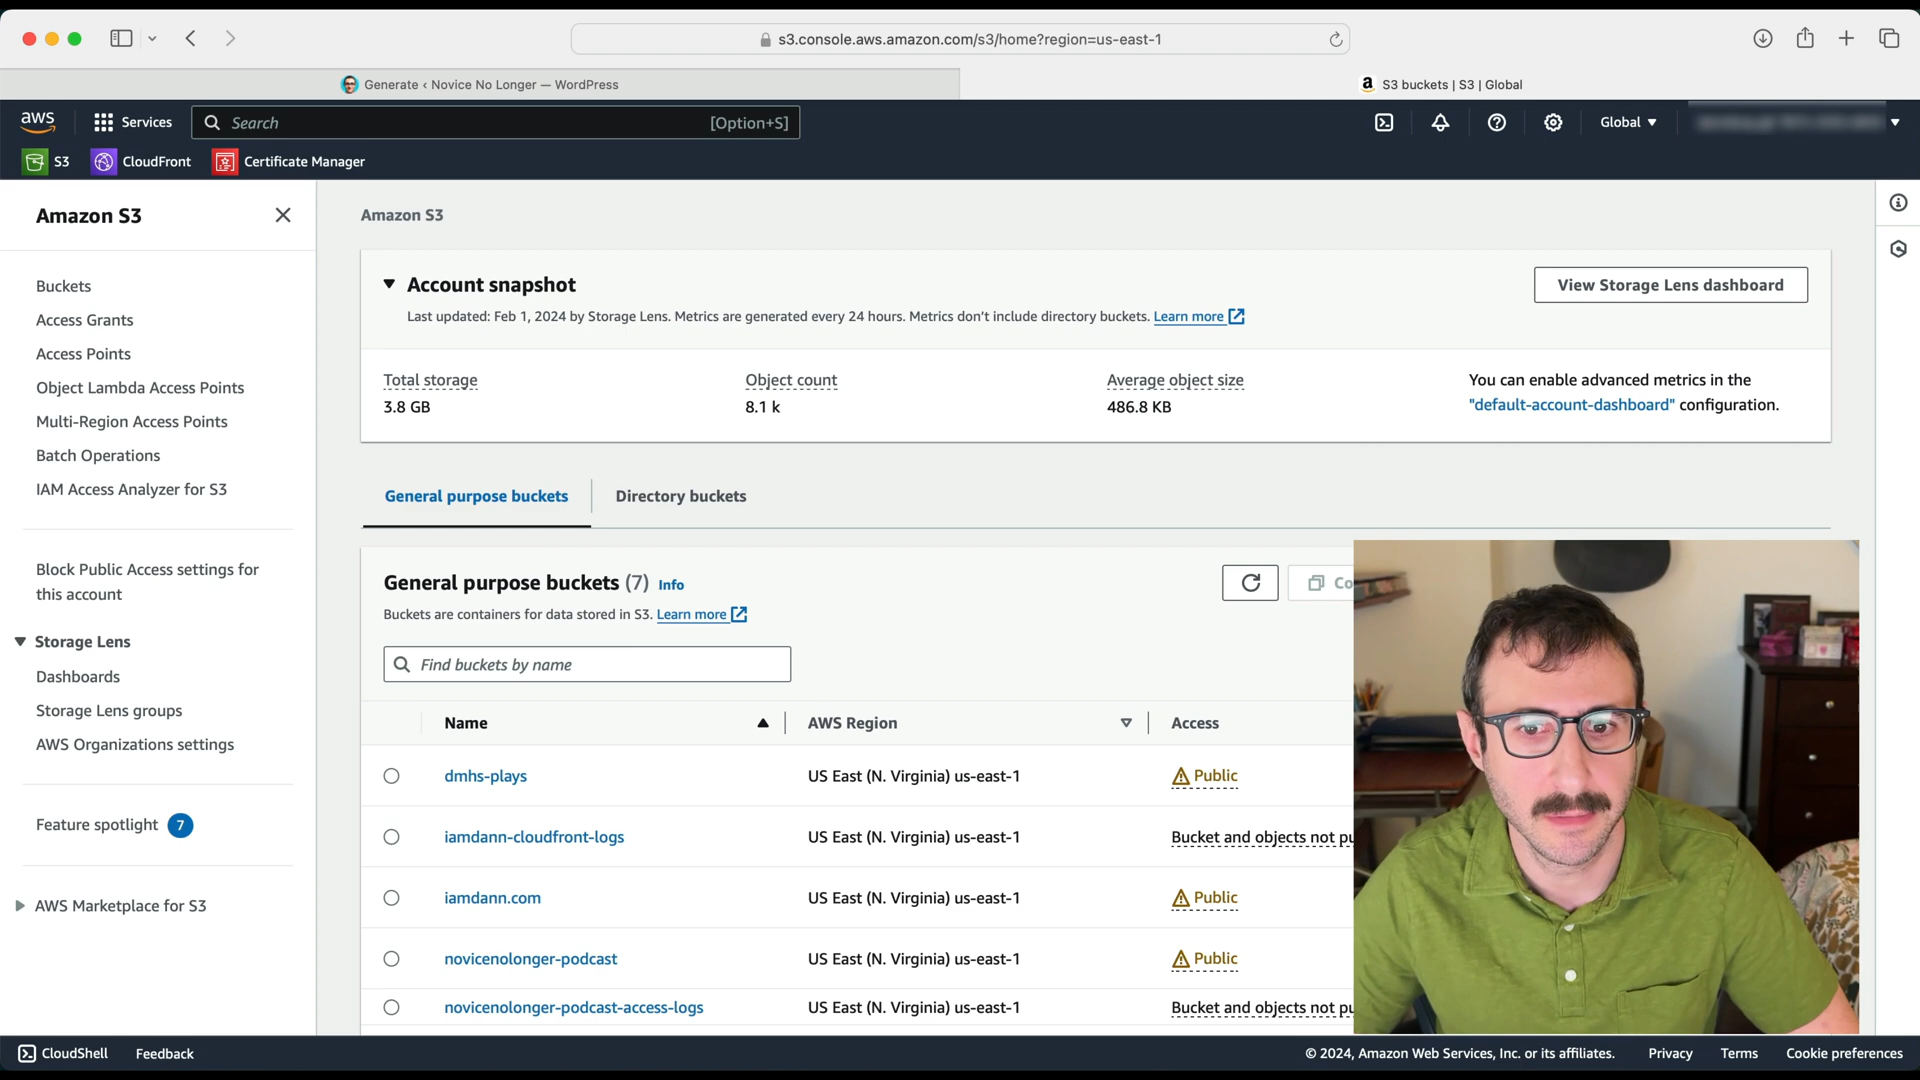 s3.console.aws.amazon.com/s3/home?region=us-east-1
Generate ‹ Novice No Longer — WordPress
a S3 buckets | S3 | Global
aws Services Search [Option+S] Global
S3 CloudFront Certificate Manager
Amazon S3
Buckets
Access Grants
Access Points
Object Lambda Access Points
Multi-Region Access Points
Batch Operations
IAM Access Analyzer for S3
Block Public Access settings for
this account
Storage Lens
Dashboards
Storage Lens groups
AWS Organizations settings
Feature spotlight 7
AWS Marketplace for S3
Amazon S3
Account snapshot
View Storage Lens dashboard
Last updated: Feb 1, 2024 by Storage Lens. Metrics are generated every 24 hours. Metrics don't include directory buckets. Learn more
Total storage
3.8 GB
Object count
8.1 k
Average object size
486.8 KB
You can enable advanced metrics in the
"default-account-dashboard" configuration.
General purpose buckets
Directory buckets
General purpose buckets (7) Info
Co
Buckets are containers for data stored in S3. Learn more
Find buckets by name
Name AWS Region Access
dmhs-plays US East (N. Virginia) us-east-1 Public
iamdann-cloudfront-logs US East (N. Virginia) us-east-1 Bucket and objects not pu
iamdann.com US East (N. Virginia) us-east-1 Public
novicenolonger-podcast US East (N. Virginia) us-east-1 Public
novicenolonger-podcast-access-logs US East (N. Virginia) us-east-1 Bucket and objects not pu
CloudShell Feedback © 2024, Amazon Web Services, Inc. or its affiliates. Privacy Terms Cookie preferences